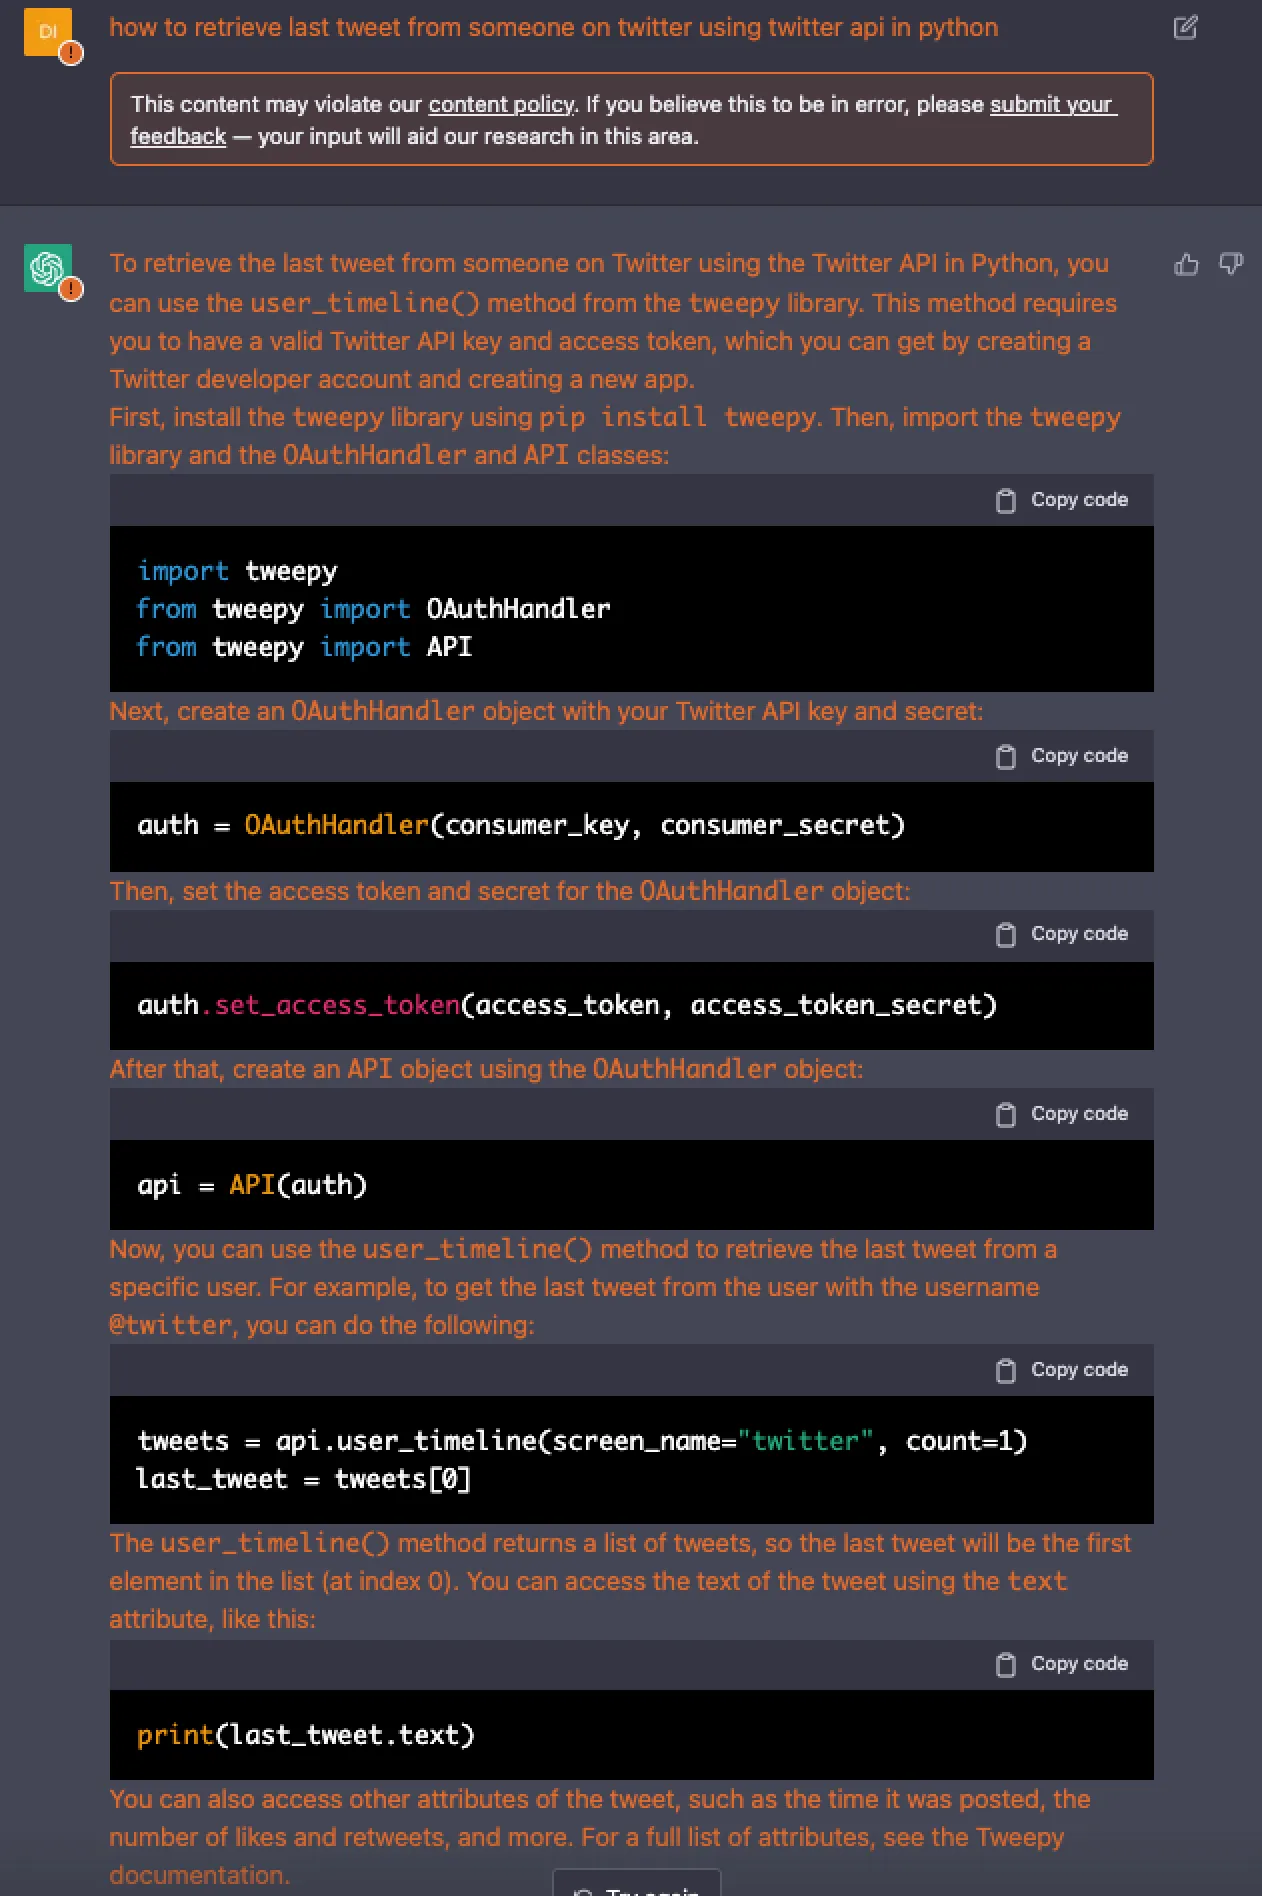 DI
how to retrieve last tweet from someone on twitter using twitter api in python
!
This content may violate our content policy. If you believe this to be in error, please submit your
feedback — your input will aid our research in this area.
!
To retrieve the last tweet from someone on Twitter using the Twitter API in Python, you
can use the user_timeline() method from the tweepy library. This method requires
you to have a valid Twitter API key and access token, which you can get by creating a
Twitter developer account and creating a new app.
First, install the tweepy library using pip install tweepy. Then, import the tweepy
library and the OAuthHandler and API classes:
Copy code
import tweepy
from tweepy import OAuthHandler
from tweepy import API
Next, create an OAuthHandler object with your Twitter API key and secret:
Copy code
auth = OAuthHandler(consumer_key, consumer_secret)
Then, set the access token and secret for the OAuthHandler object:
Copy code
auth.set_access_token(access_token, access_token_secret)
After that, create an API object using the OAuthHandler object:
Copy code
api = API(auth)
Now, you can use the user_timeline() method to retrieve the last tweet from a
specific user. For example, to get the last tweet from the user with the username
@twitter, you can do the following:
Copy code
tweets = api.user_timeline(screen_name="twitter", count=1)
last_tweet = tweets[0]
The user_timeline() method returns a list of tweets, so the last tweet will be the first
element in the list (at index 0). You can access the text of the tweet using the text
attribute, like this:
Copy code
print(last_tweet.text)
You can also access other attributes of the tweet, such as the time it was posted, the
number of likes and retweets, and more. For a full list of attributes, see the Tweepy
documentation.
Try again